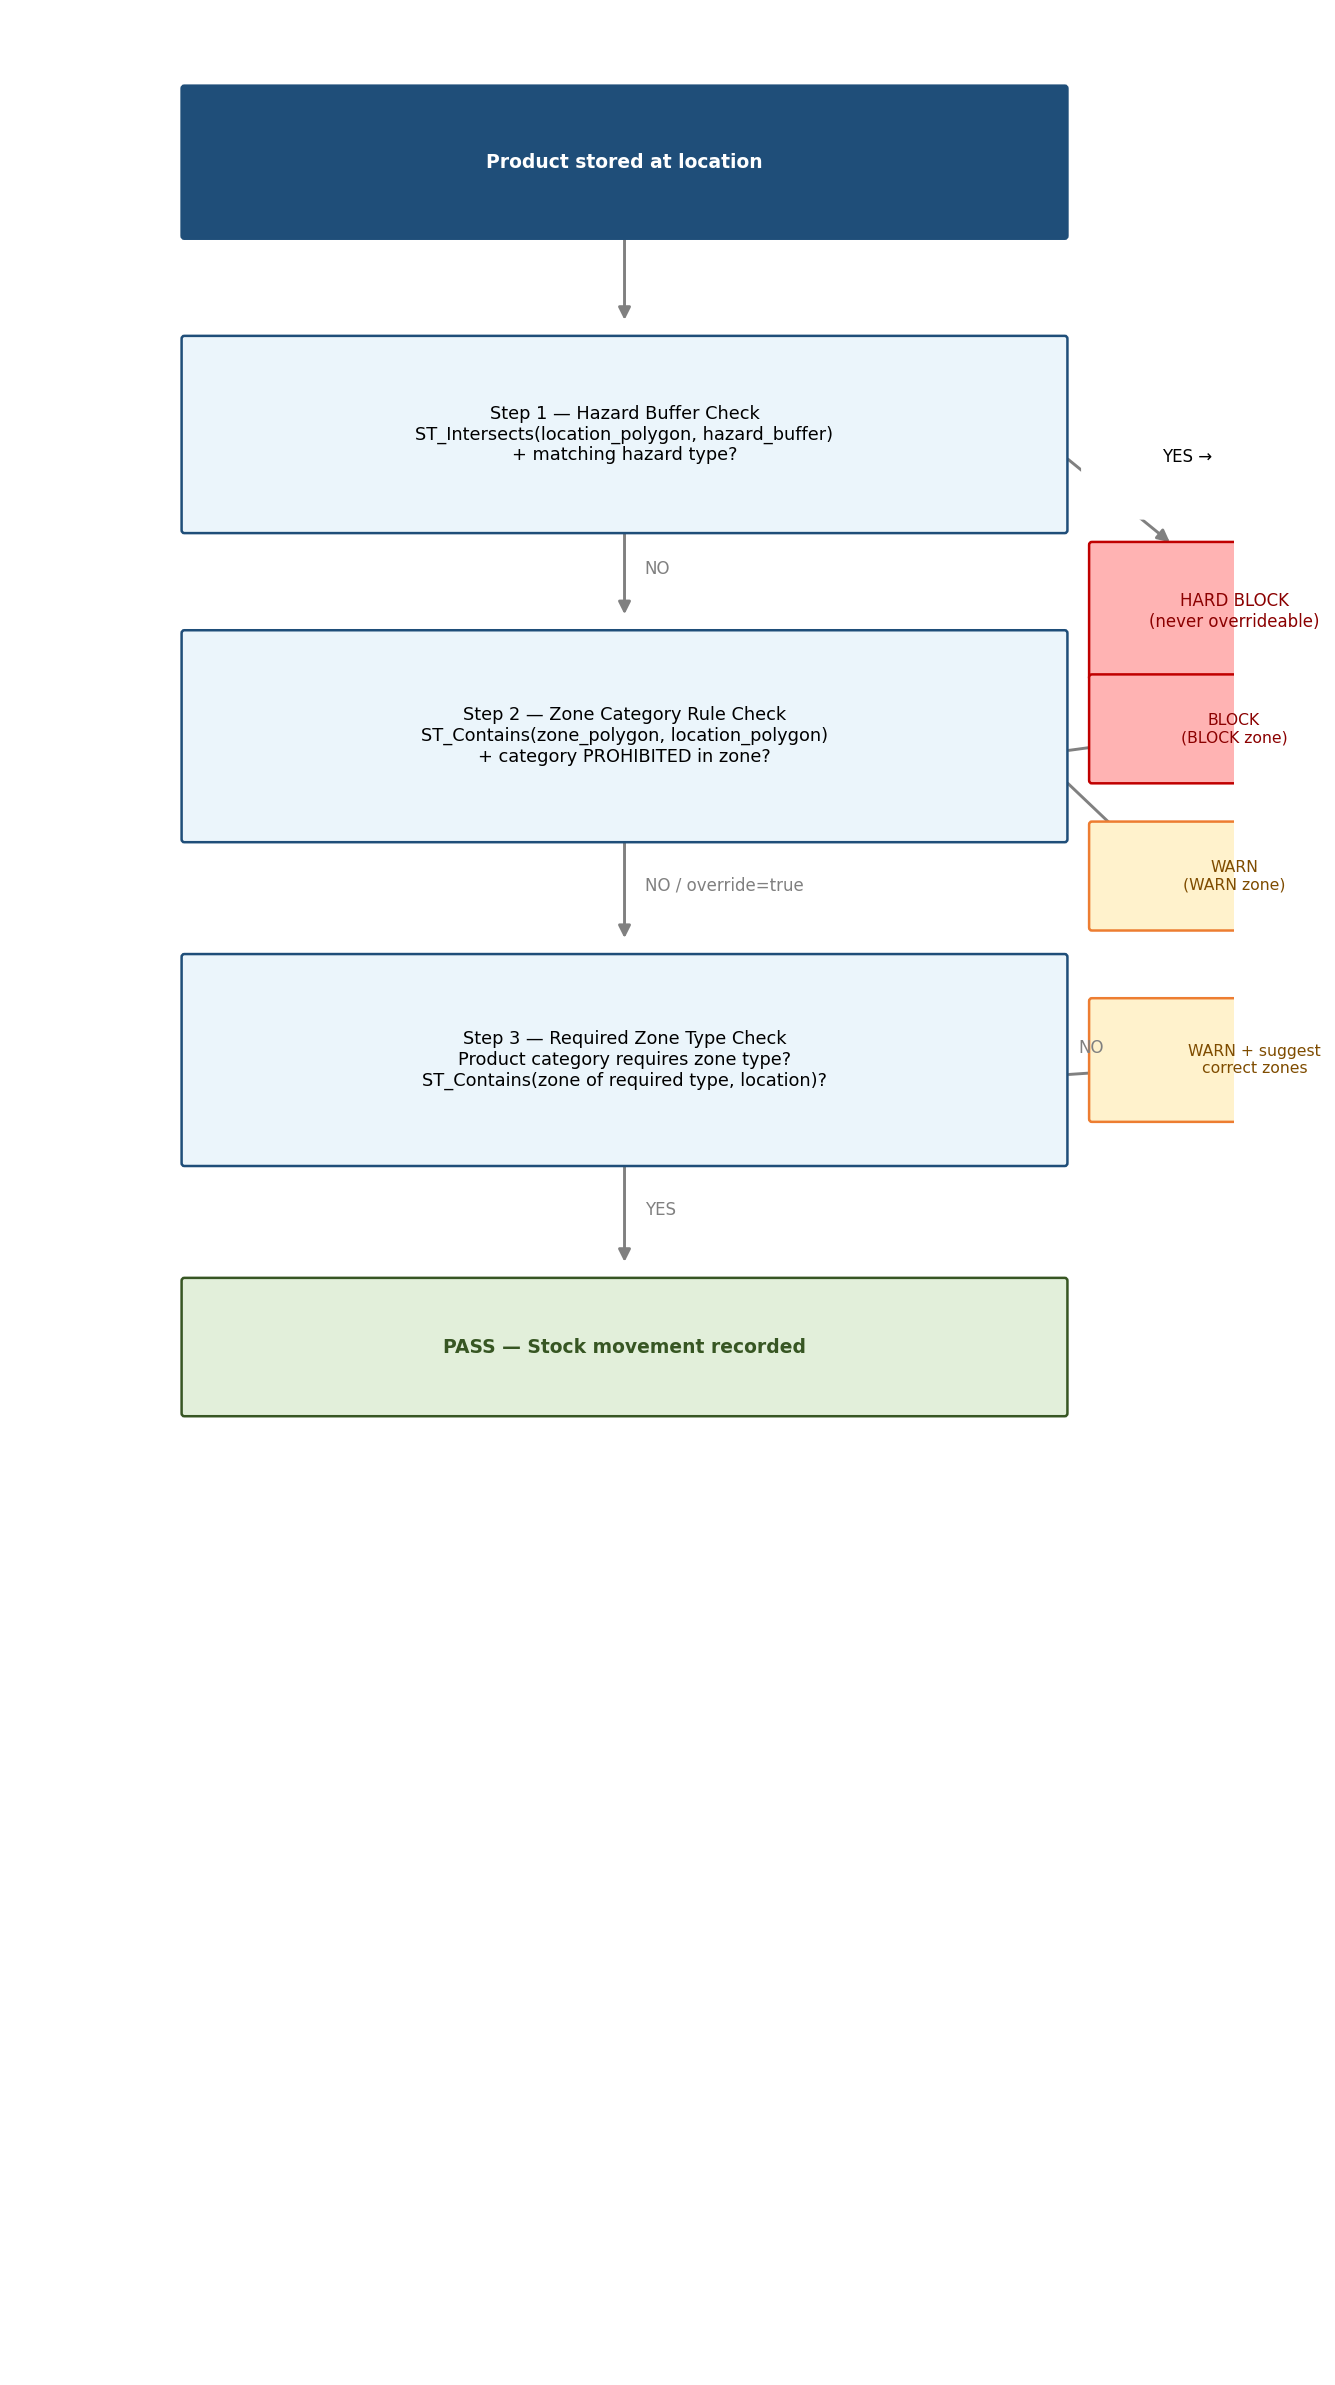 Product stored at location
Step 1 — Hazard Buffer Check
ST_Intersects(location_polygon, hazard_buffer)
+ matching hazard type?
YES →
HARD BLOCK
(never overrideable)
NO
Step 2 — Zone Category Rule Check
ST_Contains(zone_polygon, location_polygon)
+ category PROHIBITED in zone?
BLOCK
(BLOCK zone)
WARN
(WARN zone)
NO / override=true
Step 3 — Required Zone Type Check
Product category requires zone type?
ST_Contains(zone of required type, location)?
NO
WARN + suggest
correct zones
YES
PASS — Stock movement recorded